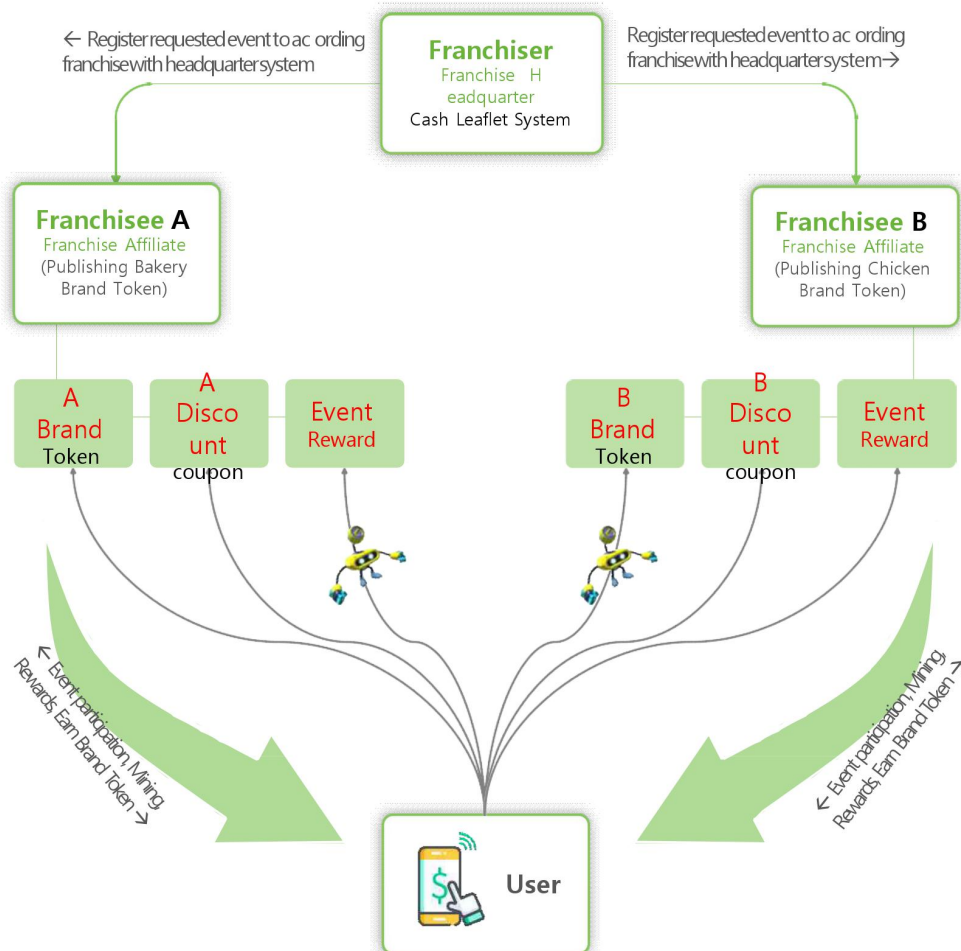 ← Register requested event to ac ording
franchise with headquarter system
Franchiser
Franchise H
eadquarter
Cash Leaflet System
Register requested event to ac ording
franchise with headquarter system→
Franchisee A
Franchise Affiliate
(Publishing Bakery
Brand Token)
Franchisee B
Franchise Affiliate
(Publishing Chicken
Brand Token)
A
Brand
Token
A
Disco
unt
coupon
Event
Reward
B
Brand
Token
B
Disco
unt
coupon
Event
Reward
← Event participation, Mining,
Rewards, Earn Brand Token →
← Event participation, Mining,
Rewards, Earn Brand Token →
$
User